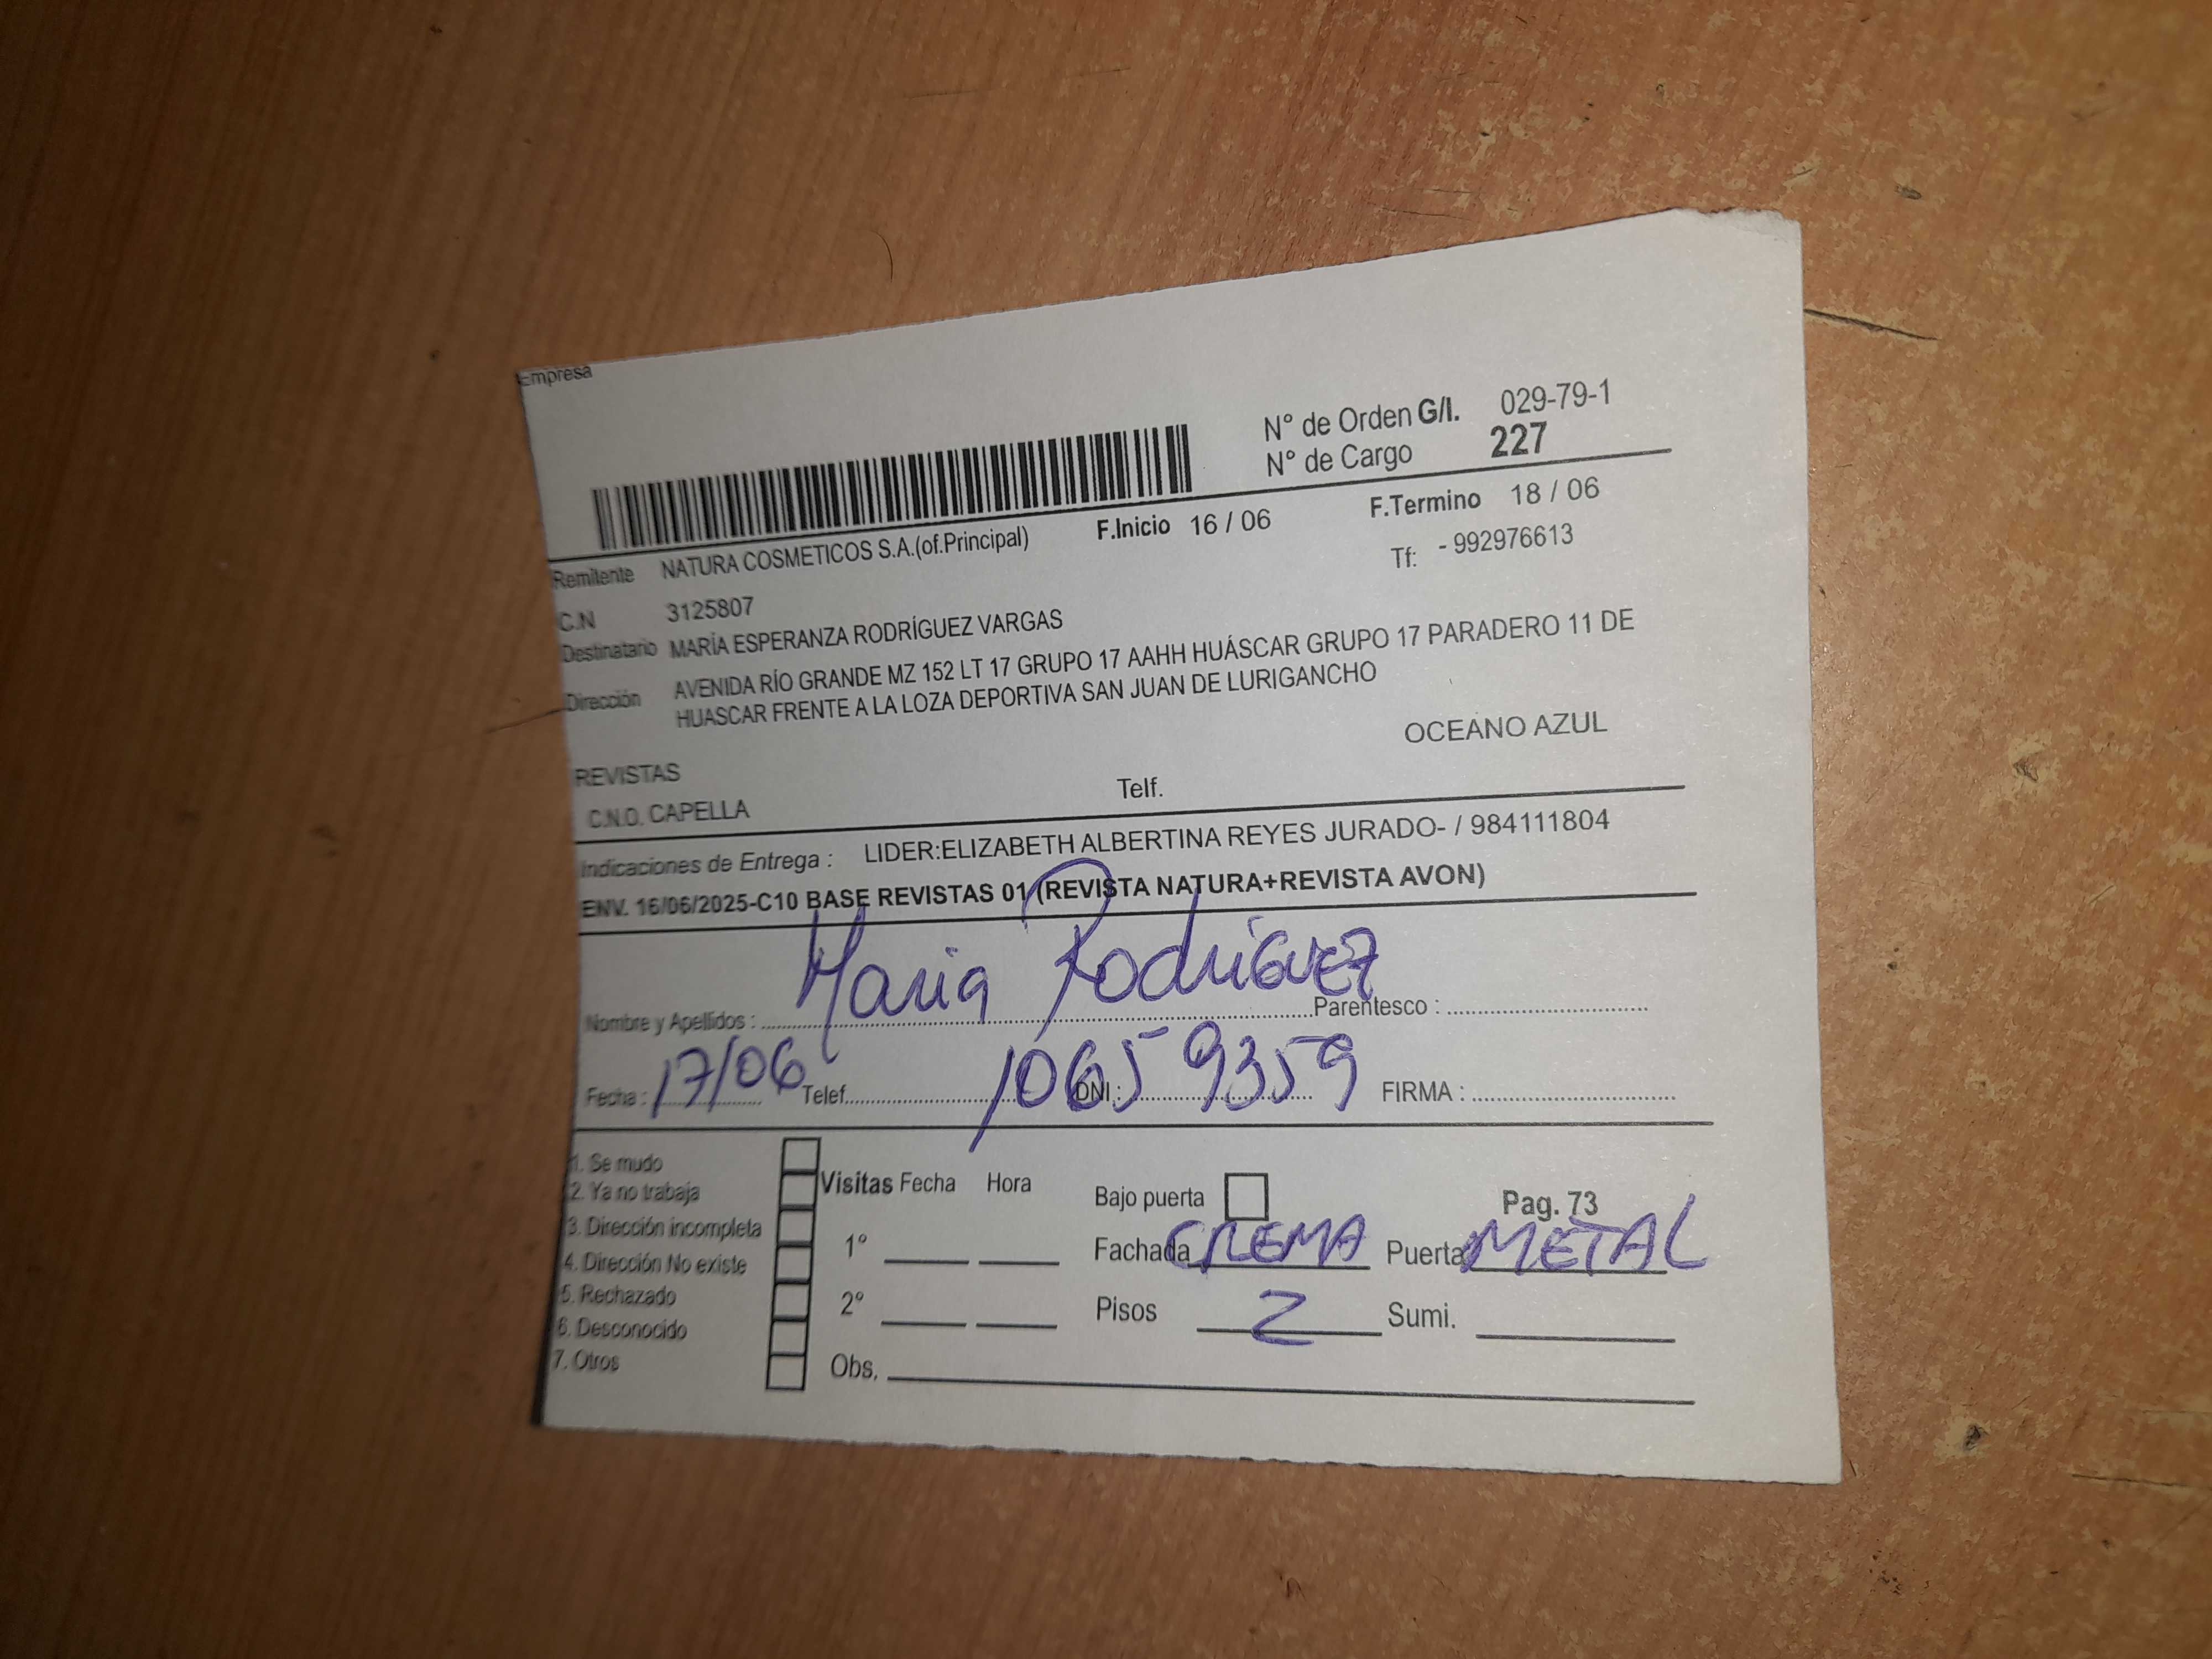 Empresa
N° de Orden G/I. 029-79-1
N° de Cargo 227
F.Inicio 16 / 06 F.Termino 18 / 06
Remitente NATURA COSMETICOS S.A.(of.Principal) Tf: - 992976613
C.N 3125807
Destinatario MARÍA ESPERANZA RODRÍGUEZ VARGAS
Dirección AVENIDA RÍO GRANDE MZ 152 LT 17 GRUPO 17 AAHH HUÁSCAR GRUPO 17 PARADERO 11 DE
HUASCAR FRENTE A LA LOZA DEPORTIVA SAN JUAN DE LURIGANCHO
OCEANO AZUL
REVISTAS
C.N.O. CAPELLA Telf.
Indicaciones de Entrega : LIDER:ELIZABETH ALBERTINA REYES JURADO- / 984111804
ENV. 16/06/2025-C10 BASE REVISTAS 01 (REVISTA NATURA+REVISTA AVON)
Nombre y Apellidos : Maria Rodriguez Parentesco :
Fecha : 17/06 Telef. DNI : 10659359 FIRMA :
1. Se mudo
2. Ya no trabaja
3. Dirección incompleta
4. Dirección No existe
5. Rechazado
6. Desconocido
7. Otros
Visitas Fecha Hora
1°
2°
Obs.
Bajo puerta Pag. 73
Fachada CREMA Puerta METAL
Pisos 2 Sumi.